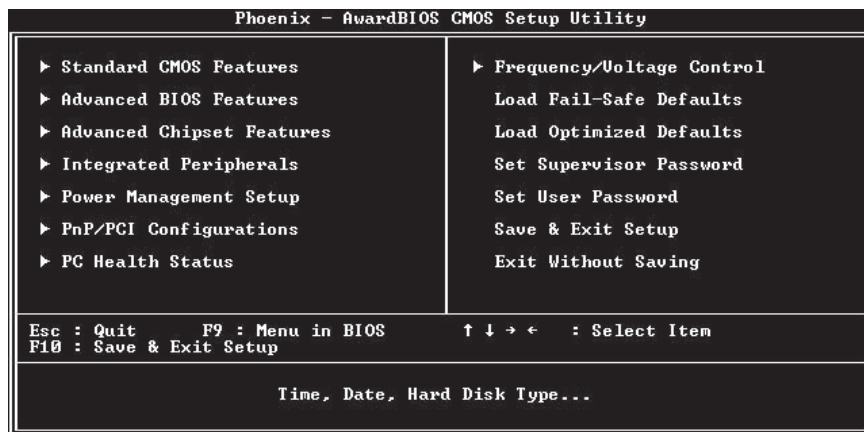 Phoenix - AwardBIOS CMOS Setup Utility
▶ Standard CMOS Features
▶ Advanced BIOS Features
▶ Advanced Chipset Features
▶ Integrated Peripherals
▶ Power Management Setup
▶ PnP/PCI Configurations
▶ PC Health Status
▶ Frequency/Voltage Control
Load Fail-Safe Defaults
Load Optimized Defaults
Set Supervisor Password
Set User Password
Save & Exit Setup
Exit Without Saving
Esc : Quit F9 : Menu in BIOS ↑ ↓ → ← : Select Item
F10 : Save & Exit Setup
Time, Date, Hard Disk Type...